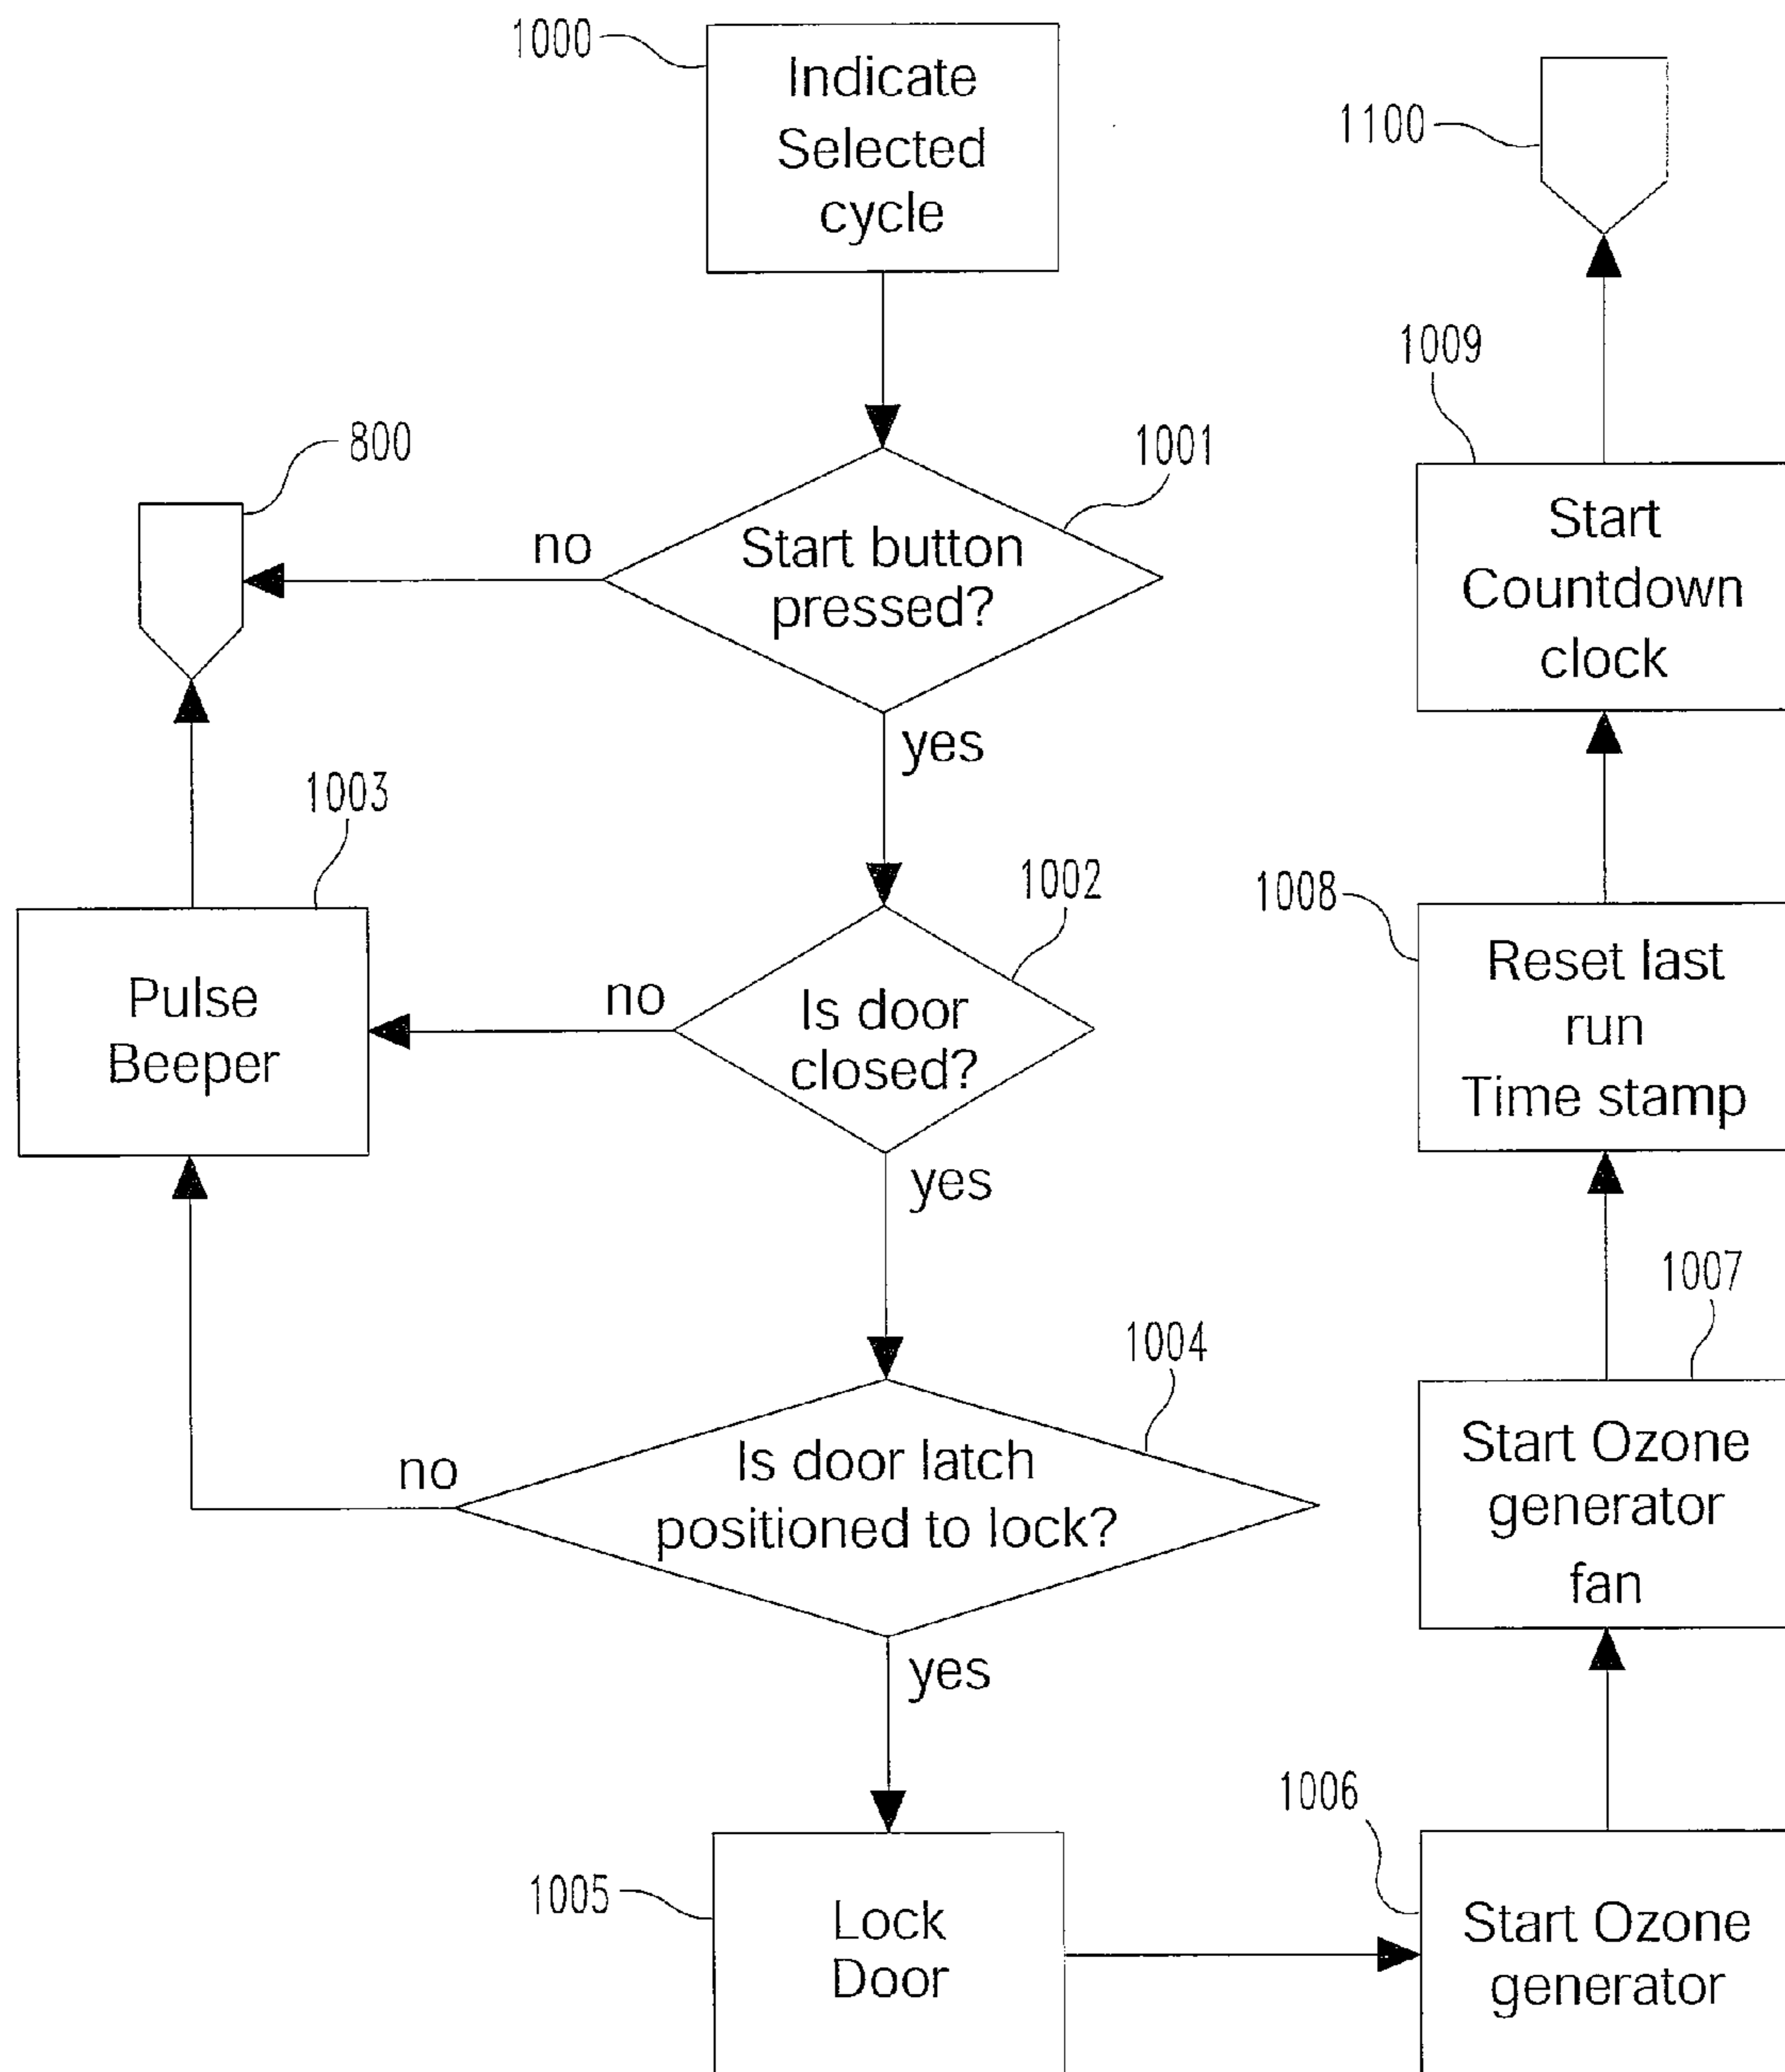 1000
Indicate
Selected
cycle
1001
Start button
pressed?
no
yes
800
1002
Is door
closed?
no
yes
1003
Pulse
Beeper
1004
Is door latch
positioned to lock?
no
yes
1005
Lock
Door
1006
Start Ozone
generator
1007
Start Ozone
generator
fan
1008
Reset last
run
Time stamp
1009
Start
Countdown
clock
1100